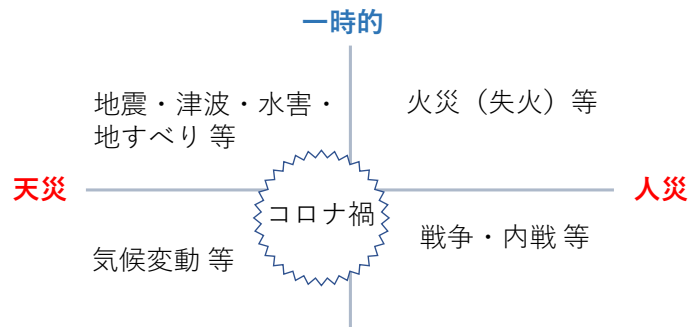 一時的
地震・津波・水害・
地すべり 等
火災（失火）等
天災
人災
コロナ禍
気候変動 等
戦争・内戦 等